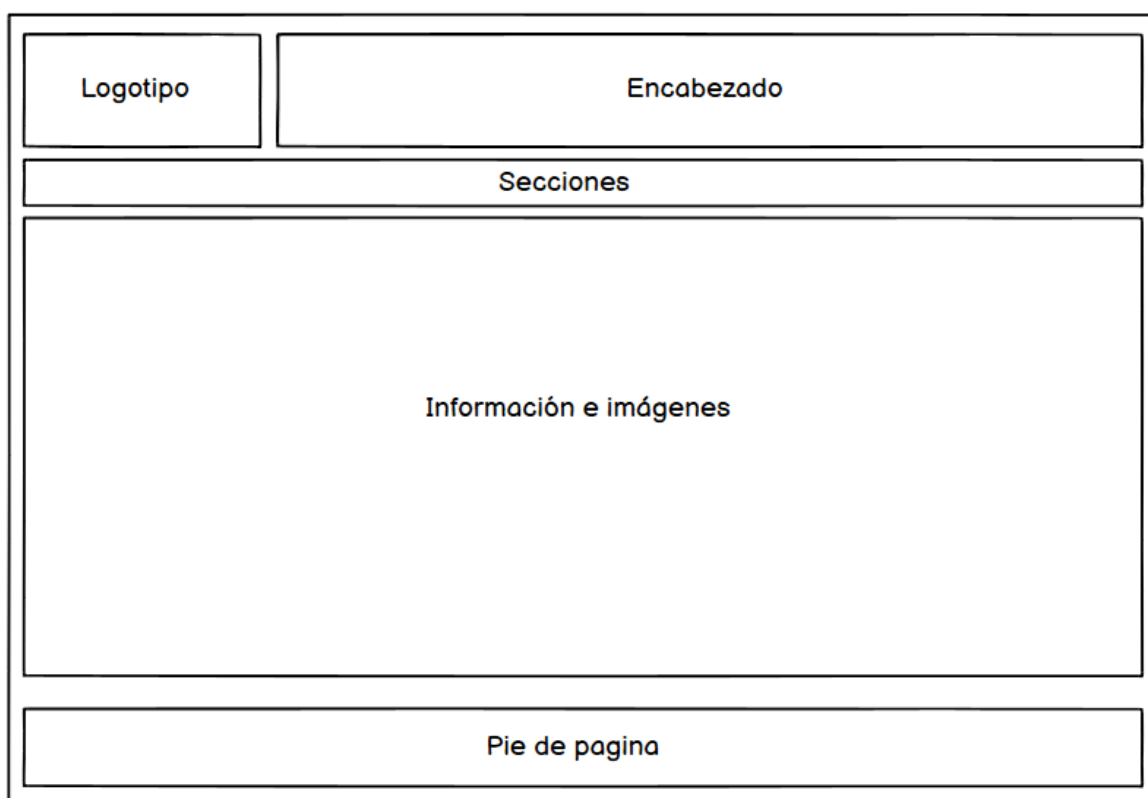 Logotipo
Encabezado
Secciones
Información e imágenes
Pie de pagina